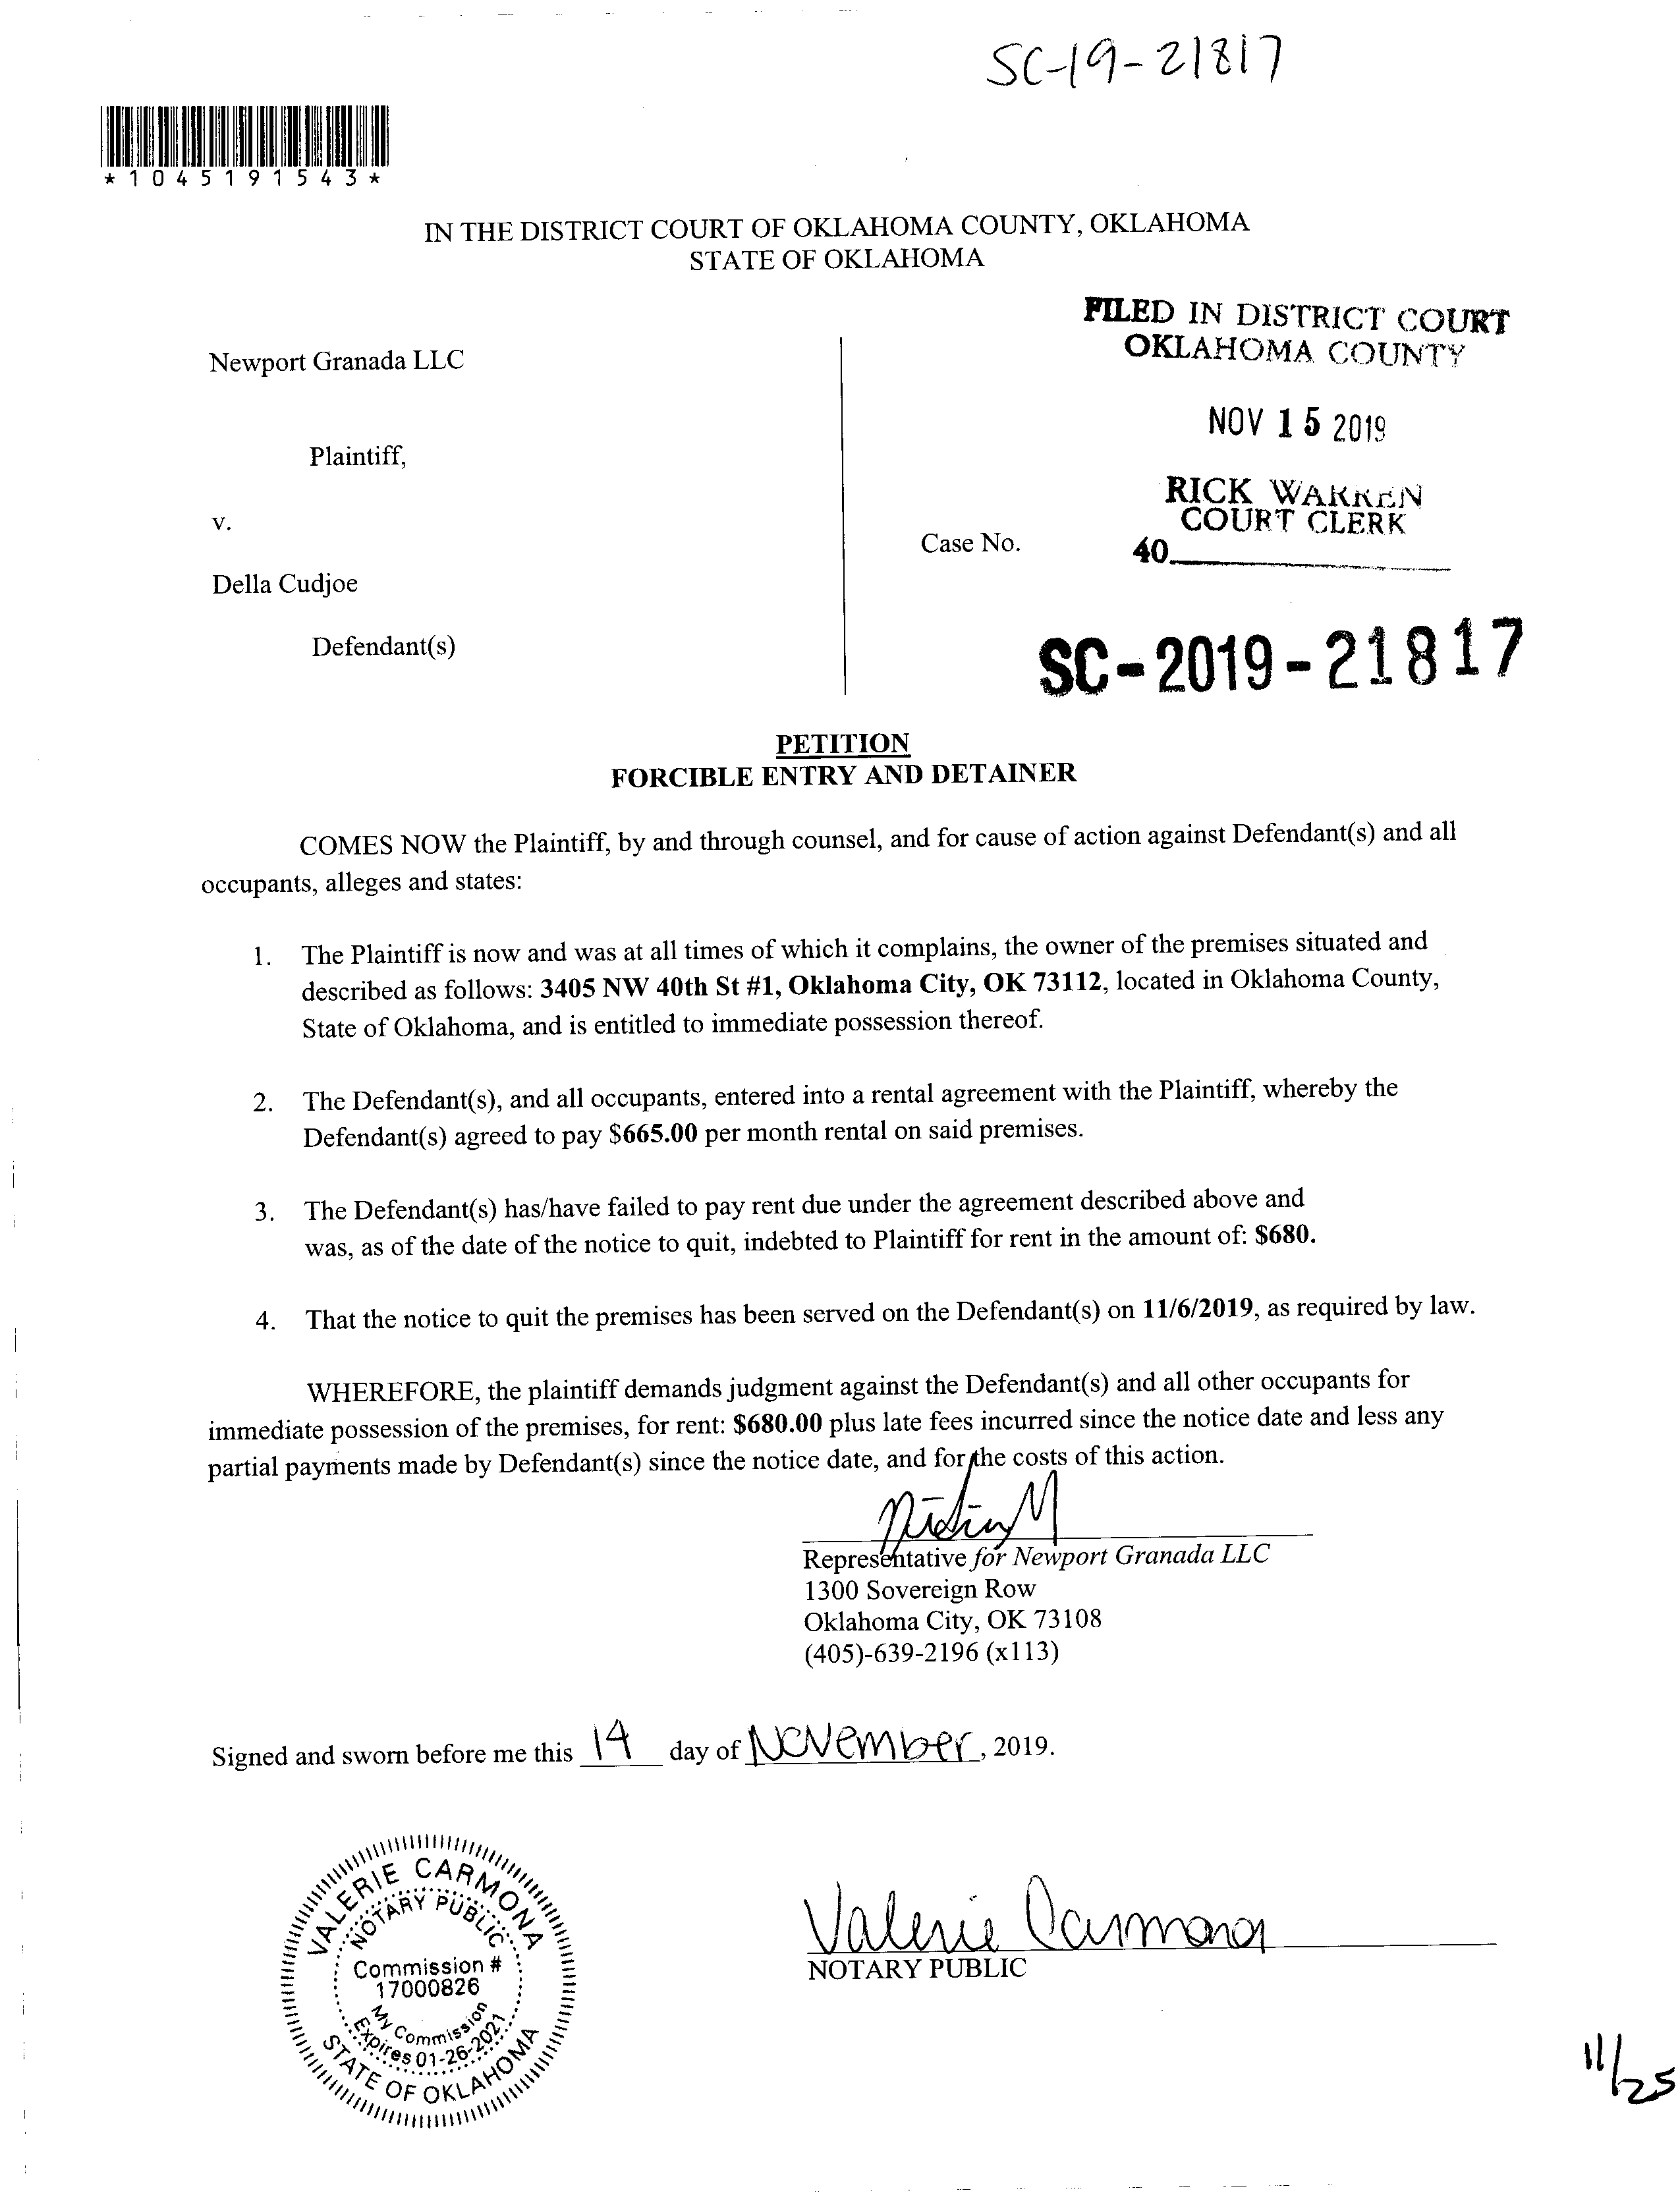 SC-19-21817
*1045191543*
IN THE DISTRICT COURT OF OKLAHOMA COUNTY, OKLAHOMA
STATE OF OKLAHOMA
FILED IN DISTRICT COURT
OKLAHOMA COUNTY
Newport Granada LLC
NOV 15 2019
Plaintiff,
RICK WARREN
COURT CLERK
v.
Case No.
40
Della Cudjoe
Defendant(s)
SC-2019-21817
PETITION
FORCIBLE ENTRY AND DETAINER
COMES NOW the Plaintiff, by and through counsel, and for cause of action against Defendant(s) and all
occupants, alleges and states:
1. The Plaintiff is now and was at all times of which it complains, the owner of the premises situated and
described as follows: 3405 NW 40th St #1, Oklahoma City, OK 73112, located in Oklahoma County,
State of Oklahoma, and is entitled to immediate possession thereof.
2. The Defendant(s), and all occupants, entered into a rental agreement with the Plaintiff, whereby the
Defendant(s) agreed to pay $665.00 per month rental on said premises.
3. The Defendant(s) has/have failed to pay rent due under the agreement described above and
was, as of the date of the notice to quit, indebted to Plaintiff for rent in the amount of: $680.
4. That the notice to quit the premises has been served on the Defendant(s) on 11/6/2019, as required by law.
WHEREFORE, the plaintiff demands judgment against the Defendant(s) and all other occupants for
immediate possession of the premises, for rent: $680.00 plus late fees incurred since the notice date and less any
partial payments made by Defendant(s) since the notice date, and for the costs of this action.
Representative for Newport Granada LLC
1300 Sovereign Row
Oklahoma City, OK 73108
(405)-639-2196 (x113)
Signed and sworn before me this 14 day of November, 2019.
VALERIE CARMONA
NOTARY PUBLIC
Commission #
17000826
My Commission
Expires 01-26-2021
STATE OF OKLAHOMA
Valerie Carmona
NOTARY PUBLIC
11/25